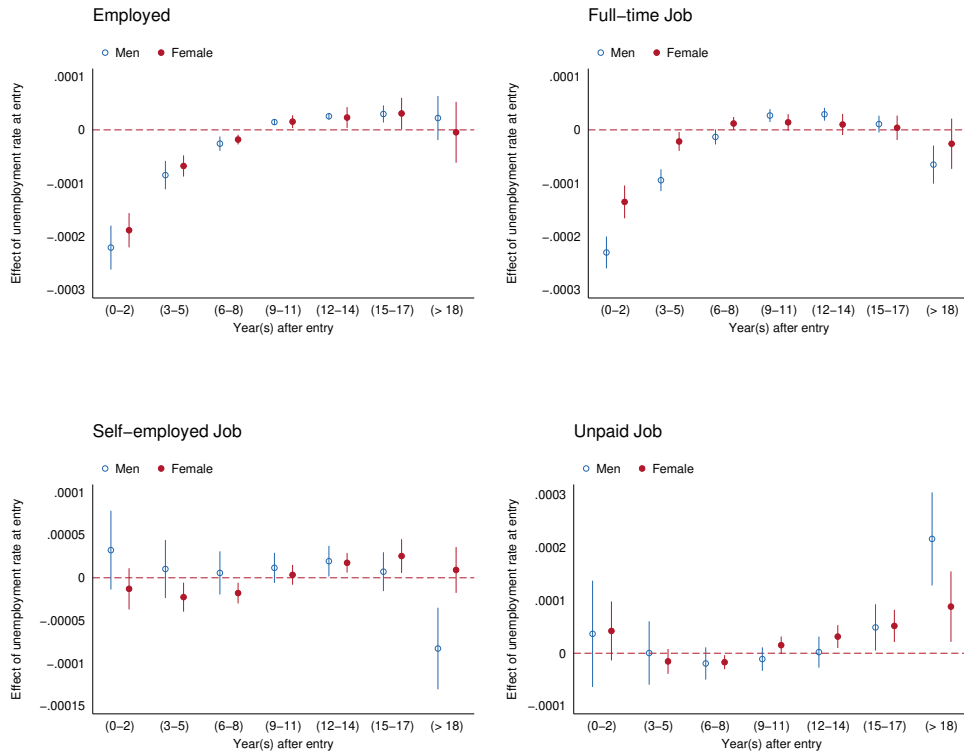 Employed
Men Female
Effect of unemployment rate at entry
.0001
0
−.0001
−.0002
−.0003
(0−2) (3−5) (6−8) (9−11) (12−14) (15−17) (> 18)
Year(s) after entry
Full−time Job
Men Female
Effect of unemployment rate at entry
.0001
0
−.0001
−.0002
−.0003
(0−2) (3−5) (6−8) (9−11) (12−14) (15−17) (> 18)
Year(s) after entry
Self−employed Job
Men Female
Effect of unemployment rate at entry
.0001
.00005
0
−.00005
−.0001
−.00015
(0−2) (3−5) (6−8) (9−11) (12−14) (15−17) (> 18)
Year(s) after entry
Unpaid Job
Men Female
Effect of unemployment rate at entry
.0003
.0002
.0001
0
−.0001
(0−2) (3−5) (6−8) (9−11) (12−14) (15−17) (> 18)
Year(s) after entry